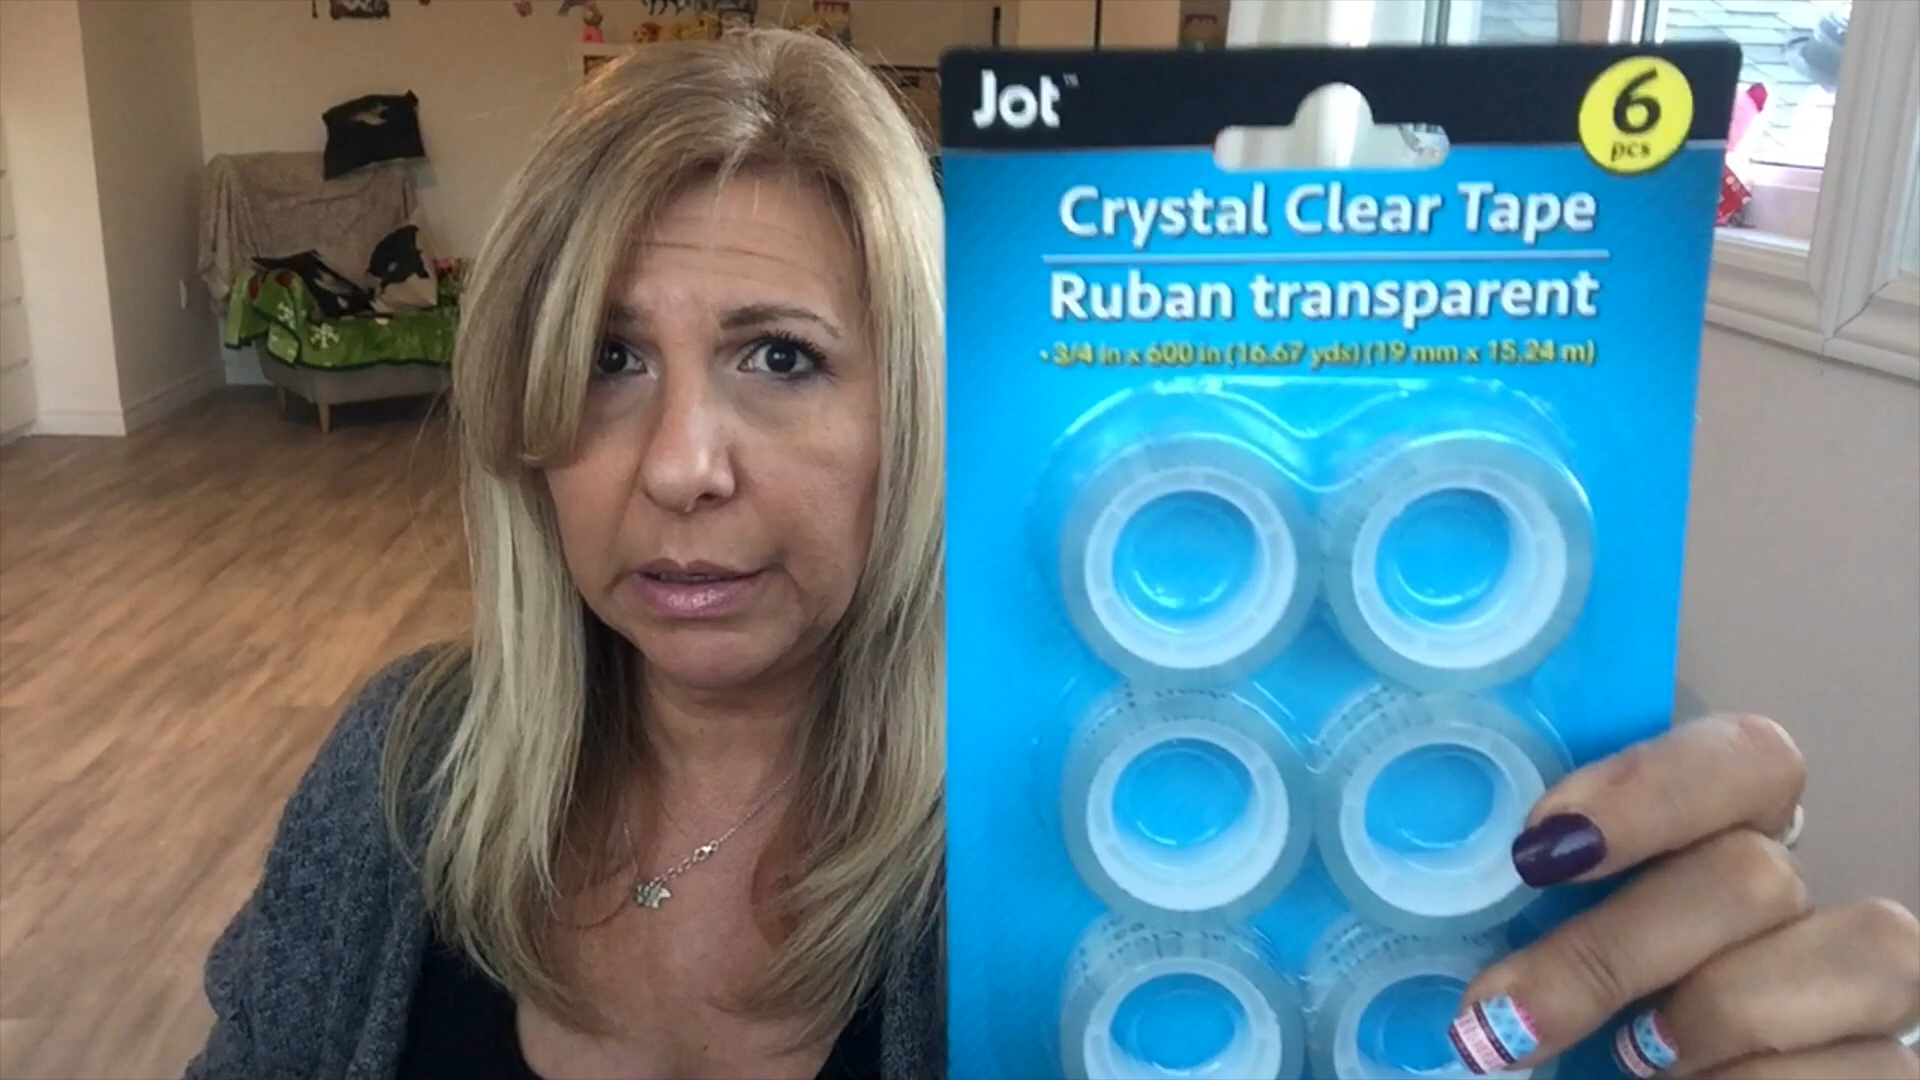 Jot™
6
pcs
Crystal Clear Tape
Ruban transparent
• 3/4 in x 600 in (16.67 yds) (19 mm x 15,24 m)